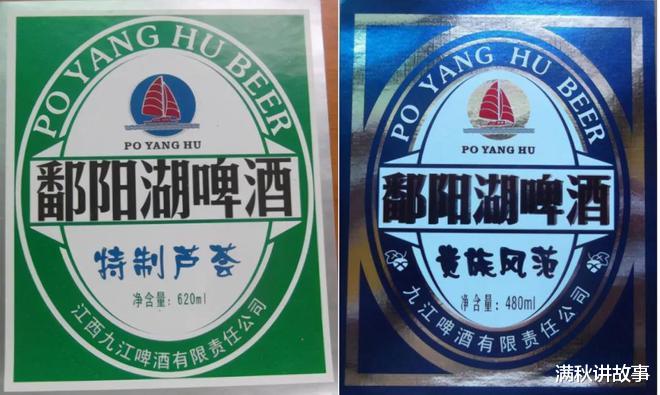 PO YANG HU BEER
PO YANG HU
鄱阳湖啤酒
特制芦荟
净含量：620ml
江西九江啤酒有限责任公司
PO YANG HU BEER
PO YANG HU
鄱阳湖啤酒
贵族风范
净含量：480ml
九江啤酒有限责任公司
满秋讲故事